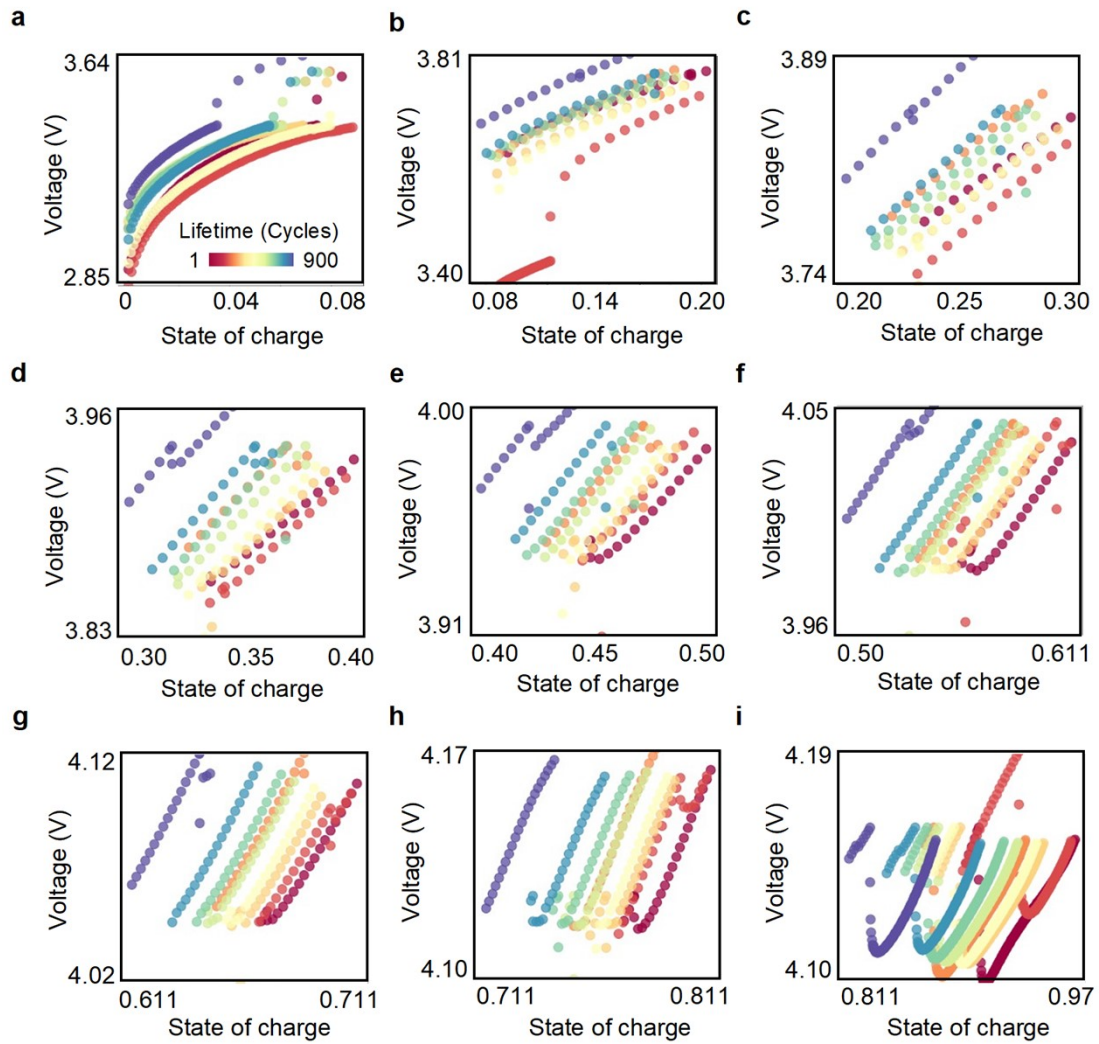 a
3.64
Voltage (V)
2.85
Lifetime (Cycles)
1 900
0 0.04 0.08
State of charge
b
3.81
Voltage (V)
3.40
0.08 0.14 0.20
State of charge
c
3.89
Voltage (V)
3.74
0.20 0.25 0.30
State of charge
d
3.96
Voltage (V)
3.83
0.30 0.35 0.40
State of charge
e
4.00
Voltage (V)
3.91
0.40 0.45 0.50
State of charge
f
4.05
Voltage (V)
3.96
0.50 0.611
State of charge
g
4.12
Voltage (V)
4.02
0.611 0.711
State of charge
h
4.17
Voltage (V)
4.10
0.711 0.811
State of charge
i
4.19
Voltage (V)
4.10
0.811 0.97
State of charge